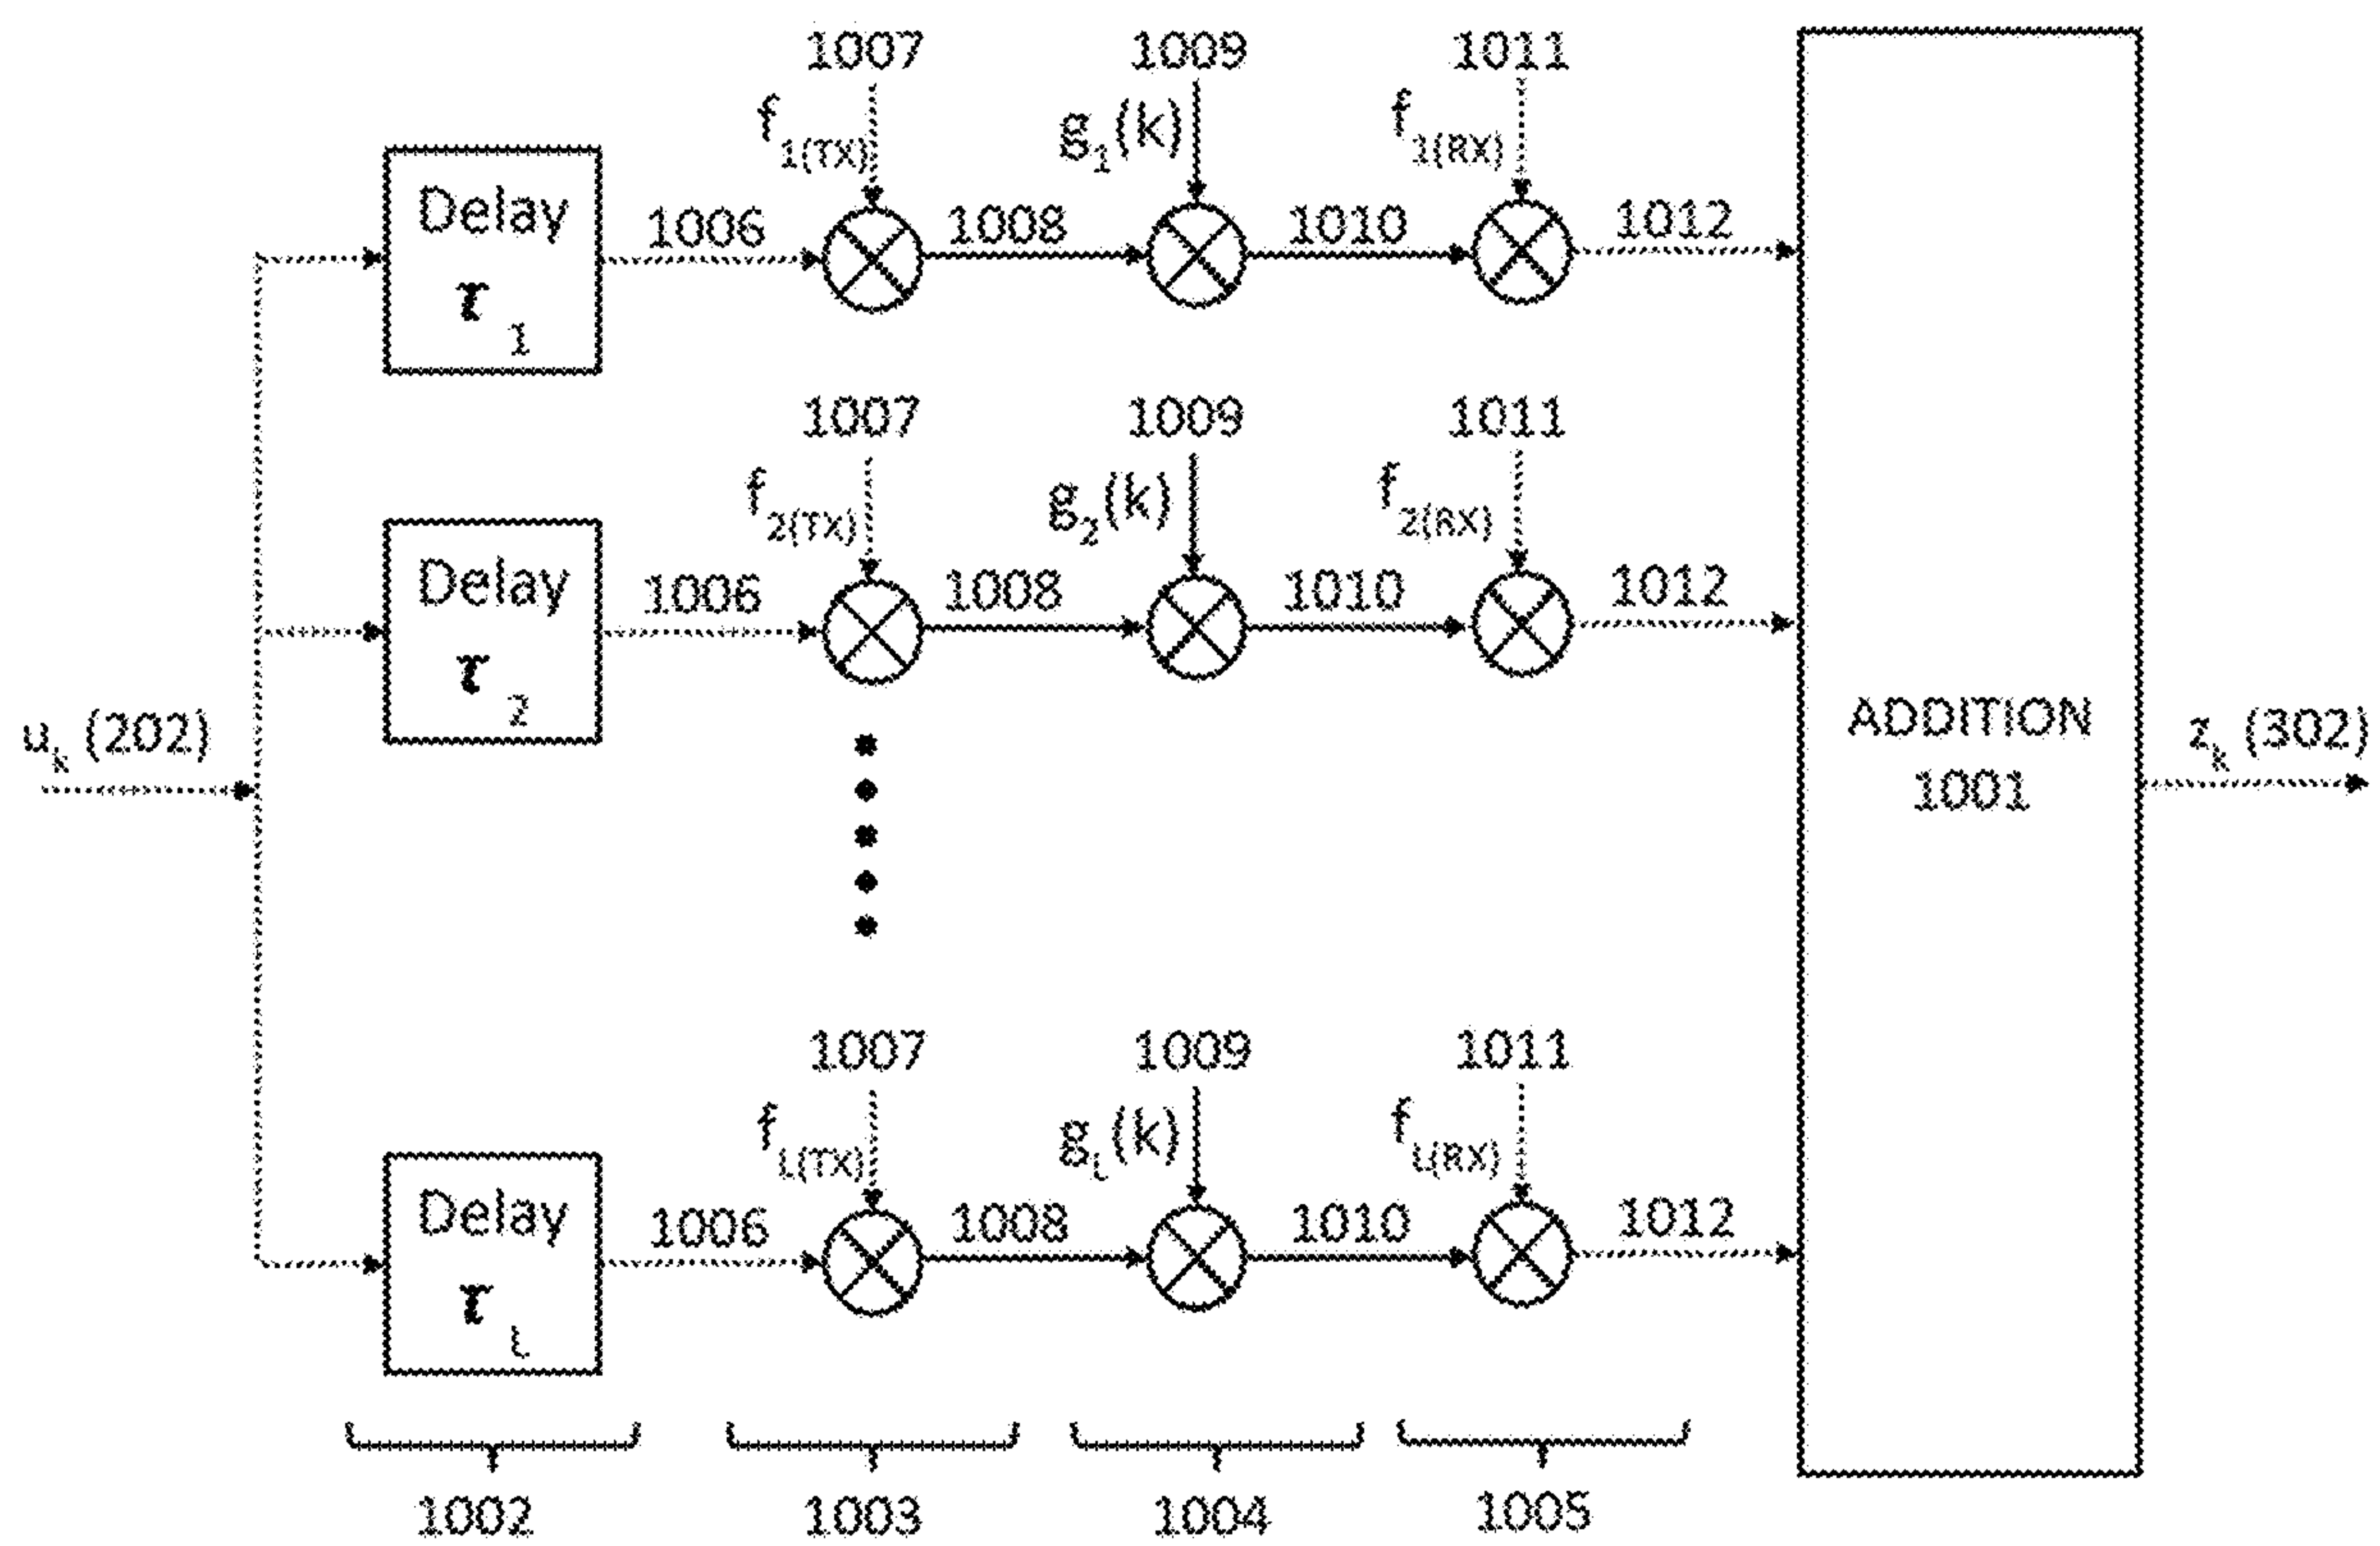 1007 1009 1011
f1(TX) g1(k) f1(RX)
Delay
τ1
1006 1008 1010 1012
1007 1009 1011
f2(TX) g2(k) f2(RX)
Delay
τ2
1006 1008 1010 1012
uk (202)
ADDITION
1001
zk (302)
1007 1009 1011
fL(TX) gL(k) fL(RX)
Delay
τL
1006 1008 1010 1012
1002 1003 1004 1005